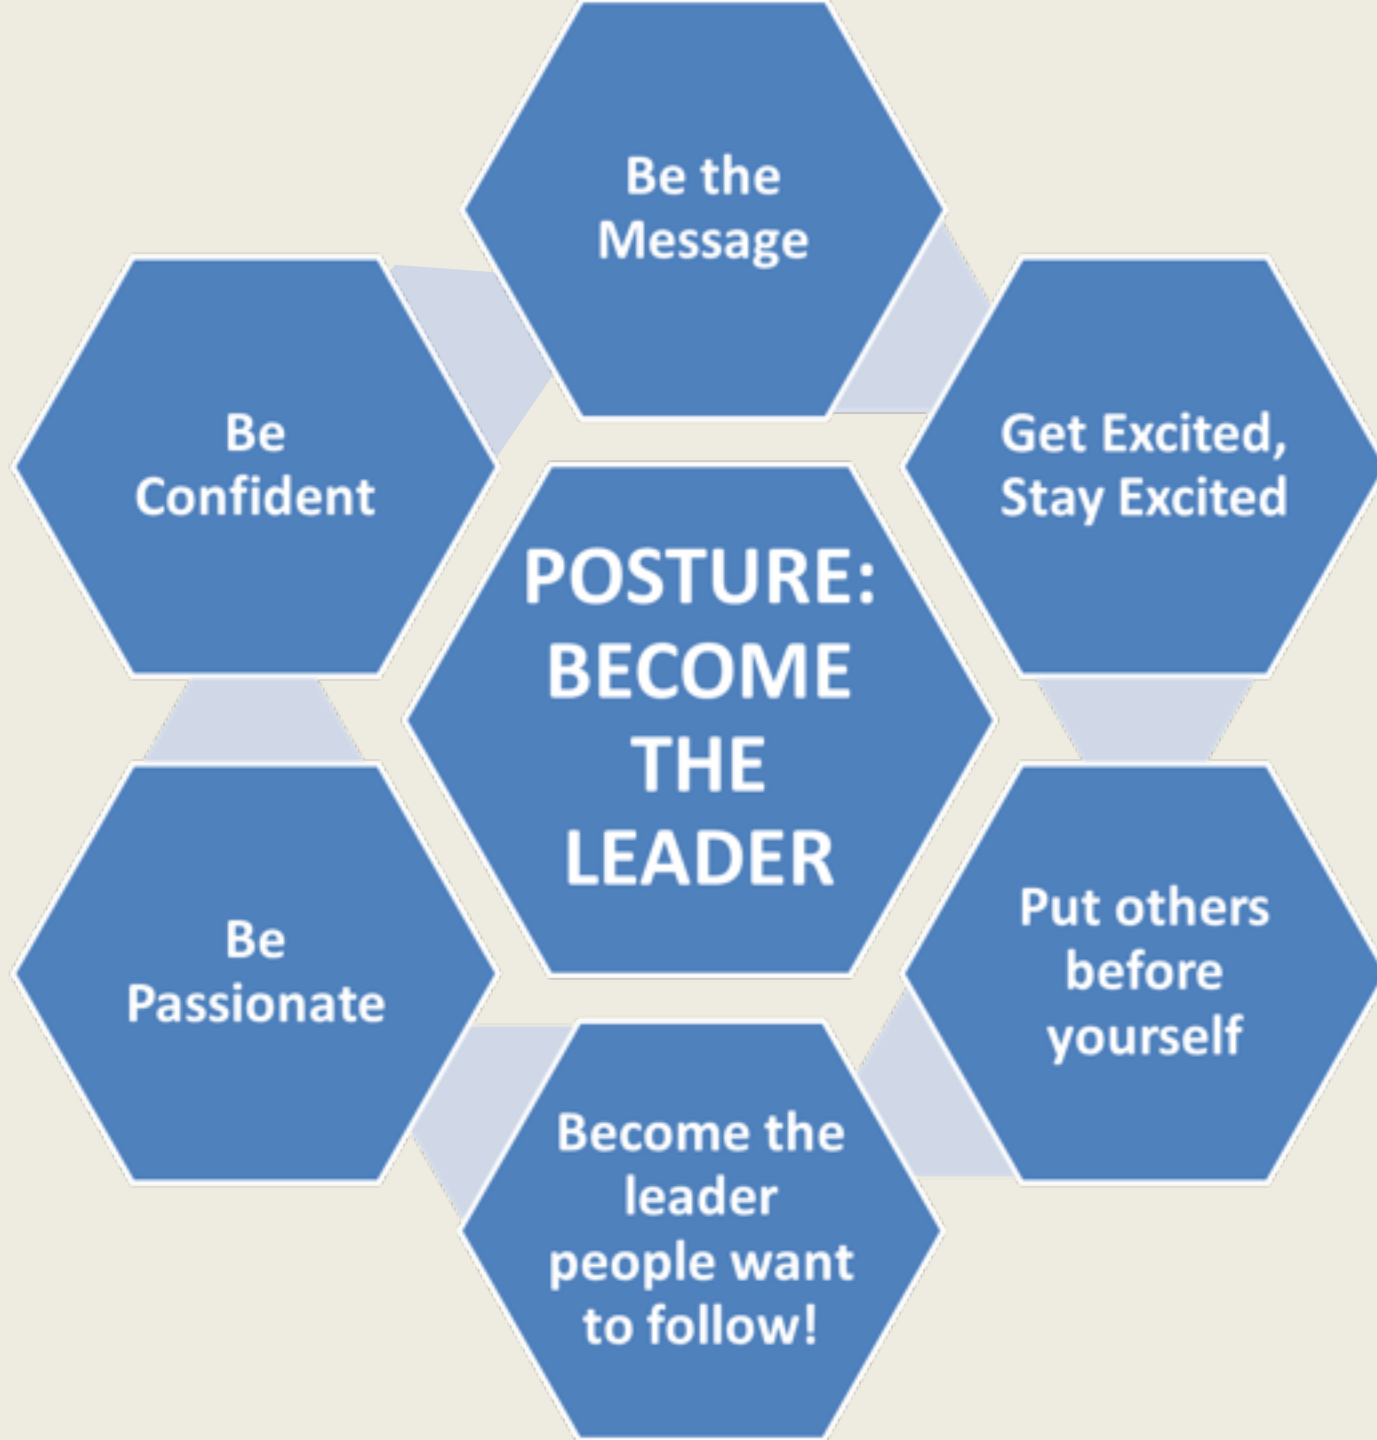 Be the
Message
Be
Confident
Get Excited,
Stay Excited
POSTURE:
BECOME
THE
LEADER
Be
Passionate
Put others
before
yourself
Become the
leader
people want
to follow!